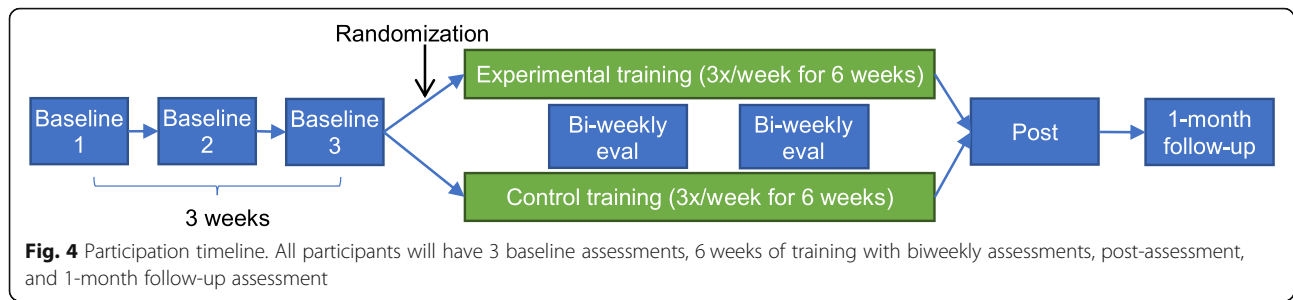 Randomization
Experimental training (3x/week for 6 weeks)
Baseline
1
Baseline
2
Baseline
3
Bi-weekly
eval
Bi-weekly
eval
Post
1-month
follow-up
Control training (3x/week for 6 weeks)
3 weeks
Fig. 4 Participation timeline. All participants will have 3 baseline assessments, 6 weeks of training with biweekly assessments, post-assessment,
and 1-month follow-up assessment